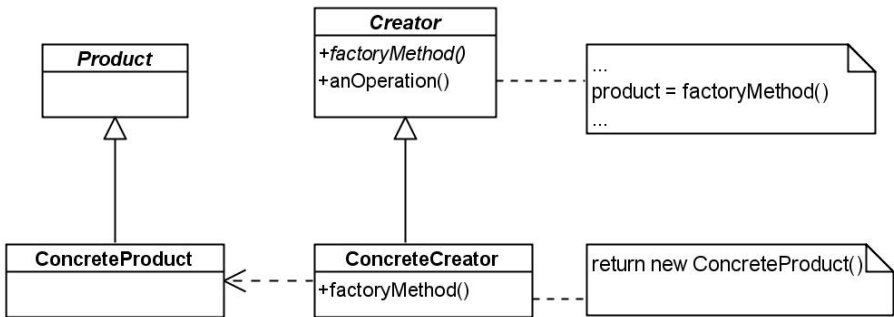 Creator
+factoryMethod()
+anOperation()
Product
...
product = factoryMethod()
...
ConcreteProduct
ConcreteCreator
+factoryMethod()
return new ConcreteProduct()